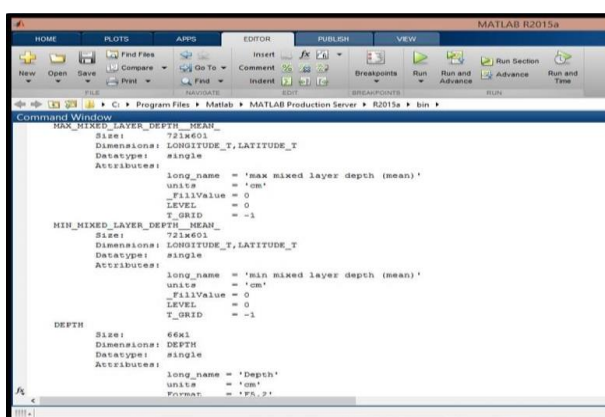 MATLAB R2015a
HOME PLOTS APPS EDITOR PUBLISH VIEW
New Open Save Find Files Compare Print Go To Find Insert Comment Indent fx Breakpoints Run Run and Advance Run Section Advance Run and Time
FILE NAVIGATE EDIT BREAKPOINTS RUN
C: ▸ Program Files ▸ Matlab ▸ MATLAB Production Server ▸ R2015a ▸ bin ▸
Command Window
MAX_MIXED_LAYER_DEPTH__MEAN_
Size: 721x601
Dimensions: LONGITUDE_T,LATITUDE_T
Datatype: single
Attributes:
long_name = 'max mixed layer depth (mean)'
units = 'cm'
_FillValue = 0
LEVEL = 0
T_GRID = -1
MIN_MIXED_LAYER_DEPTH__MEAN_
Size: 721x601
Dimensions: LONGITUDE_T,LATITUDE_T
Datatype: single
Attributes:
long_name = 'min mixed layer depth (mean)'
units = 'cm'
_FillValue = 0
LEVEL = 0
T_GRID = -1
DEPTH
Size: 66x1
Dimensions: DEPTH
Datatype: single
Attributes:
long_name = 'Depth'
units = 'cm'
Format = 'F5.2'
fx